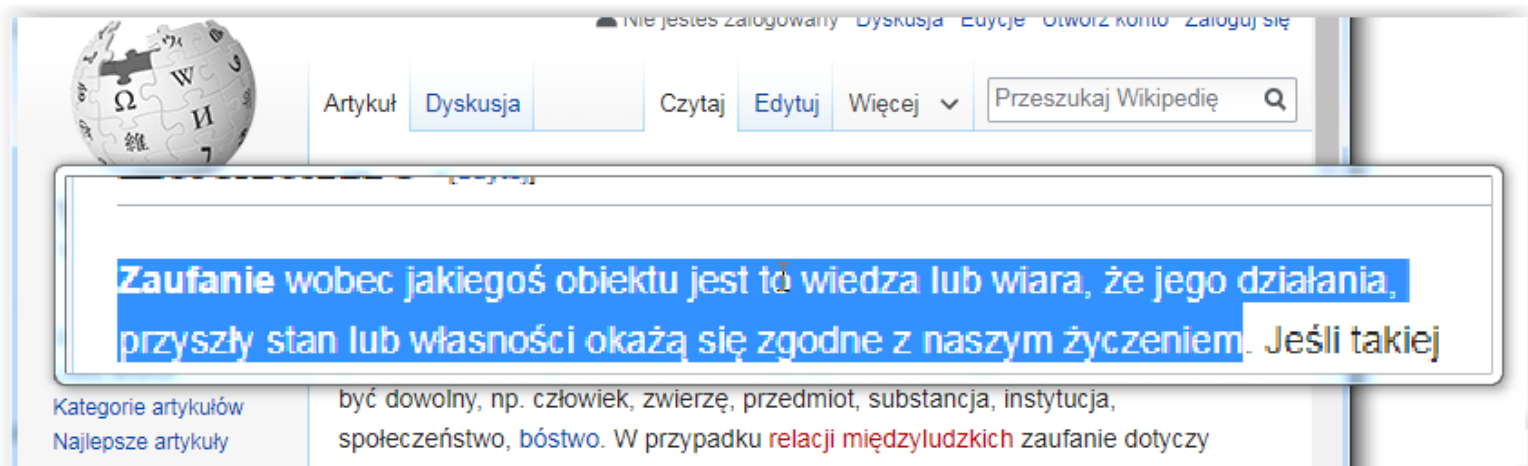 Nie jesteś zalogowany Dyskusja Edycje Utwórz konto Zaloguj się
Artykuł Dyskusja Czytaj Edytuj Więcej Przeszukaj Wikipedię
Ω W И 維 7
[edytuj]
Zaufanie wobec jakiegoś obiektu jest to wiedza lub wiara, że jego działania,
przyszły stan lub własności okażą się zgodne z naszym życzeniem. Jeśli takiej
Kategorie artykułów
Najlepsze artykuły
być dowolny, np. człowiek, zwierzę, przedmiot, substancja, instytucja,
społeczeństwo, bóstwo. W przypadku relacji międzyludzkich zaufanie dotyczy